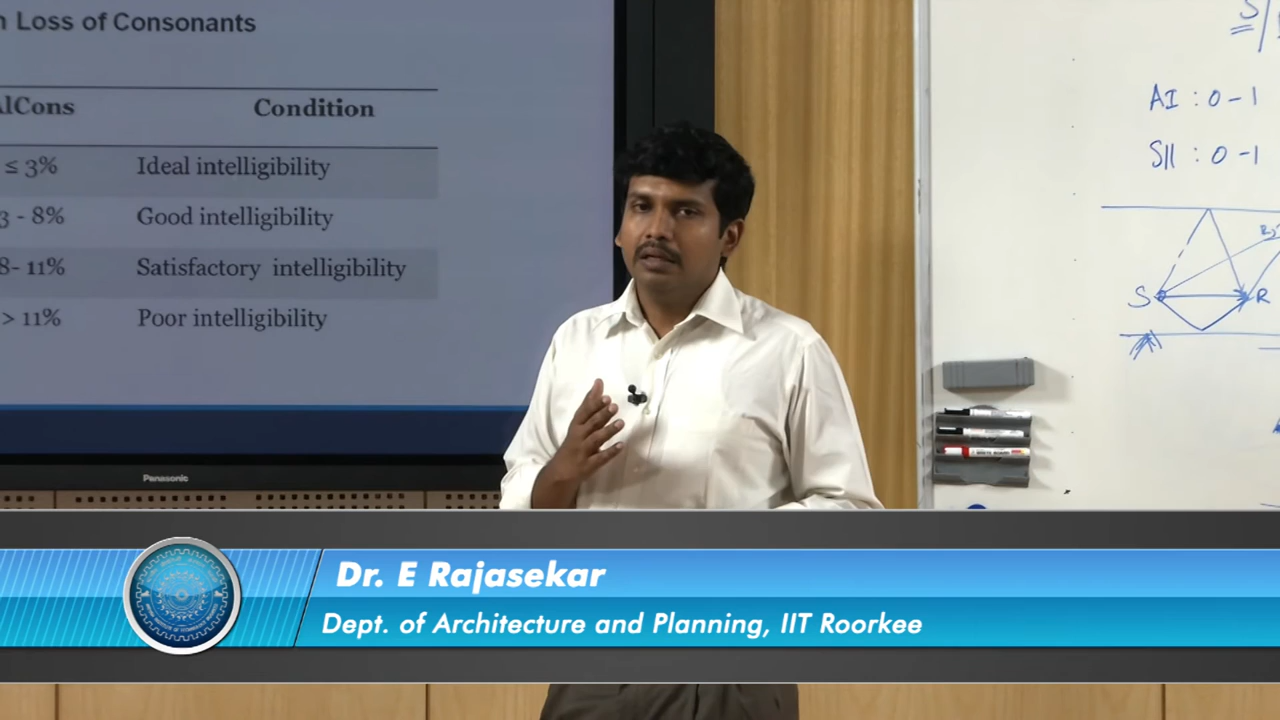 Loss of Consonants
AlCons Condition
≤ 3% Ideal intelligibility
3 - 8% Good intelligibility
8- 11% Satisfactory intelligibility
> 11% Poor intelligibility
Panasonic
S/
AI : 0-1
SII : 0-1
S R
Dr. E Rajasekar
Dept. of Architecture and Planning, IIT Roorkee